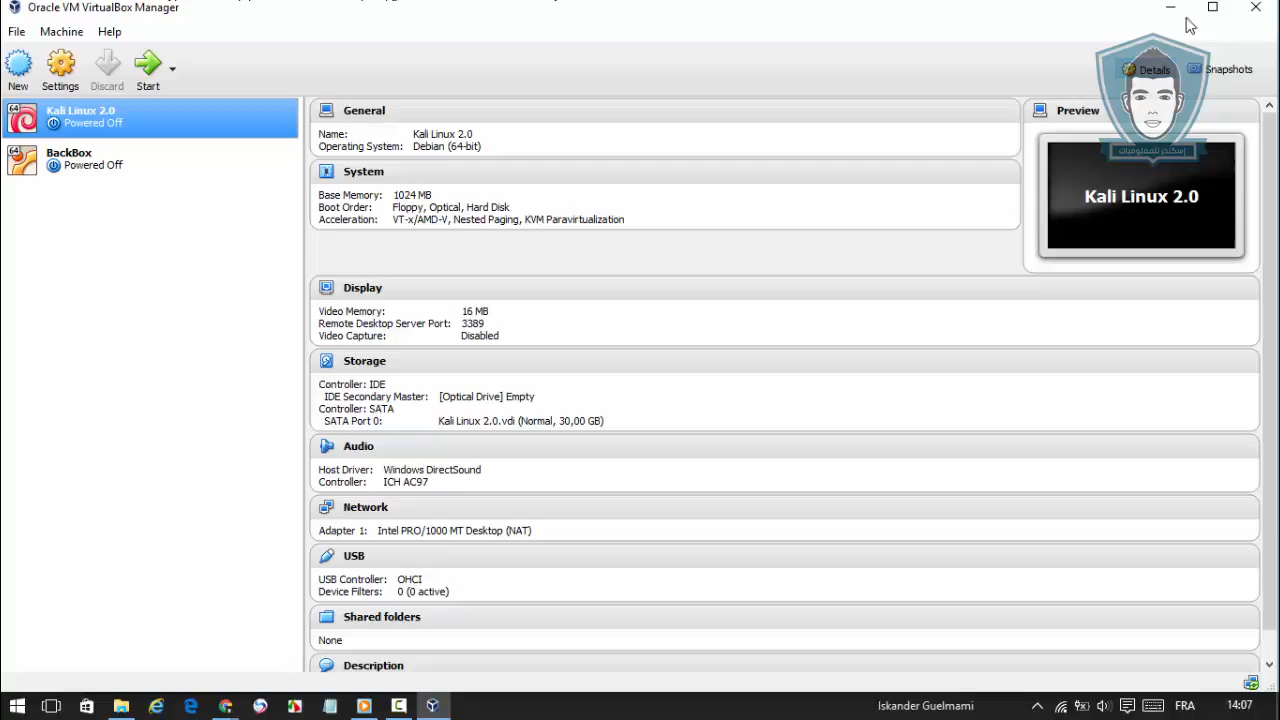 Oracle VM VirtualBox Manager
File Machine Help
New Settings Discard Start
Details Snapshots
64 Kali Linux 2.0
Powered Off
64 BackBox
Powered Off
General
Name: Kali Linux 2.0
Operating System: Debian (64-bit)
System
Base Memory: 1024 MB
Boot Order: Floppy, Optical, Hard Disk
Acceleration: VT-x/AMD-V, Nested Paging, KVM Paravirtualization
Preview
Kali Linux 2.0
إسكندر للمعلوميات
Display
Video Memory: 16 MB
Remote Desktop Server Port: 3389
Video Capture: Disabled
Storage
Controller: IDE
IDE Secondary Master: [Optical Drive] Empty
Controller: SATA
SATA Port 0: Kali Linux 2.0.vdi (Normal, 30,00 GB)
Audio
Host Driver: Windows DirectSound
Controller: ICH AC97
Network
Adapter 1: Intel PRO/1000 MT Desktop (NAT)
USB
USB Controller: OHCI
Device Filters: 0 (0 active)
Shared folders
None
Description
Iskander Guelmami FRA 14:07